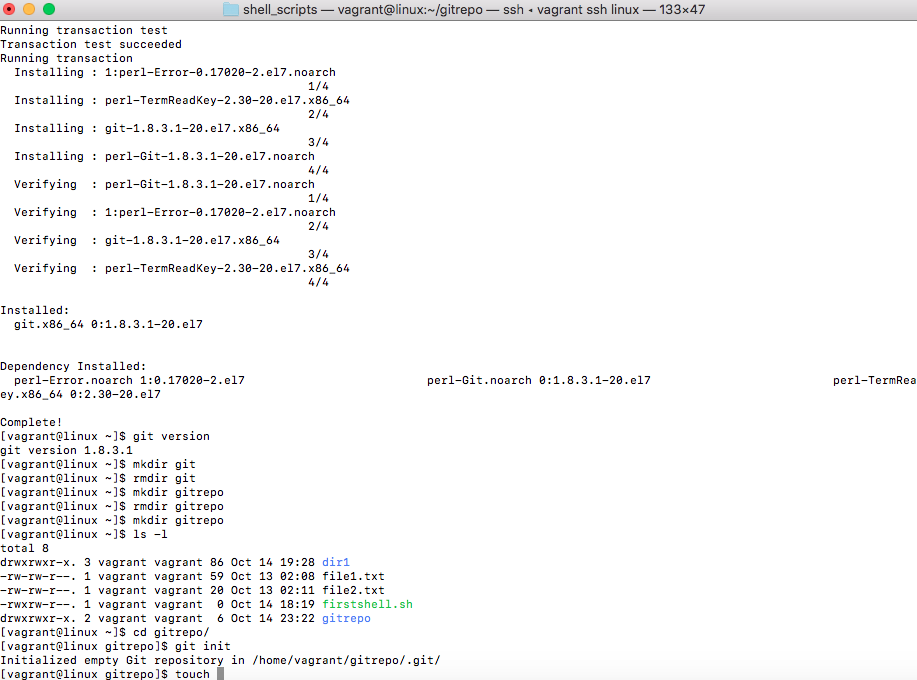 shell_scripts — vagrant@linux:~/gitrepo — ssh ◂ vagrant ssh linux — 133×47
Running transaction test
Transaction test succeeded
Running transaction
  Installing : 1:perl-Error-0.17020-2.el7.noarch
                                            1/4
  Installing : perl-TermReadKey-2.30-20.el7.x86_64
                                            2/4
  Installing : git-1.8.3.1-20.el7.x86_64
                                            3/4
  Installing : perl-Git-1.8.3.1-20.el7.noarch
                                            4/4
  Verifying  : perl-Git-1.8.3.1-20.el7.noarch
                                            1/4
  Verifying  : 1:perl-Error-0.17020-2.el7.noarch
                                            2/4
  Verifying  : git-1.8.3.1-20.el7.x86_64
                                            3/4
  Verifying  : perl-TermReadKey-2.30-20.el7.x86_64
                                            4/4
Installed:
  git.x86_64 0:1.8.3.1-20.el7
Dependency Installed:
  perl-Error.noarch 1:0.17020-2.el7                          perl-Git.noarch 0:1.8.3.1-20.el7                          perl-TermRea
ey.x86_64 0:2.30-20.el7
Complete!
[vagrant@linux ~]$ git version
git version 1.8.3.1
[vagrant@linux ~]$ mkdir git
[vagrant@linux ~]$ rmdir git
[vagrant@linux ~]$ mkdir gitrepo
[vagrant@linux ~]$ rmdir gitrepo
[vagrant@linux ~]$ mkdir gitrepo
[vagrant@linux ~]$ ls -l
total 8
drwxrwxr-x. 3 vagrant vagrant 86 Oct 14 19:28 dir1
-rw-rw-r--. 1 vagrant vagrant 59 Oct 13 02:08 file1.txt
-rw-rw-r--. 1 vagrant vagrant 20 Oct 13 02:11 file2.txt
-rwxrw-r--. 1 vagrant vagrant  0 Oct 14 18:19 firstshell.sh
drwxrwxr-x. 2 vagrant vagrant  6 Oct 14 23:22 gitrepo
[vagrant@linux ~]$ cd gitrepo/
[vagrant@linux gitrepo]$ git init
Initialized empty Git repository in /home/vagrant/gitrepo/.git/
[vagrant@linux gitrepo]$ touch